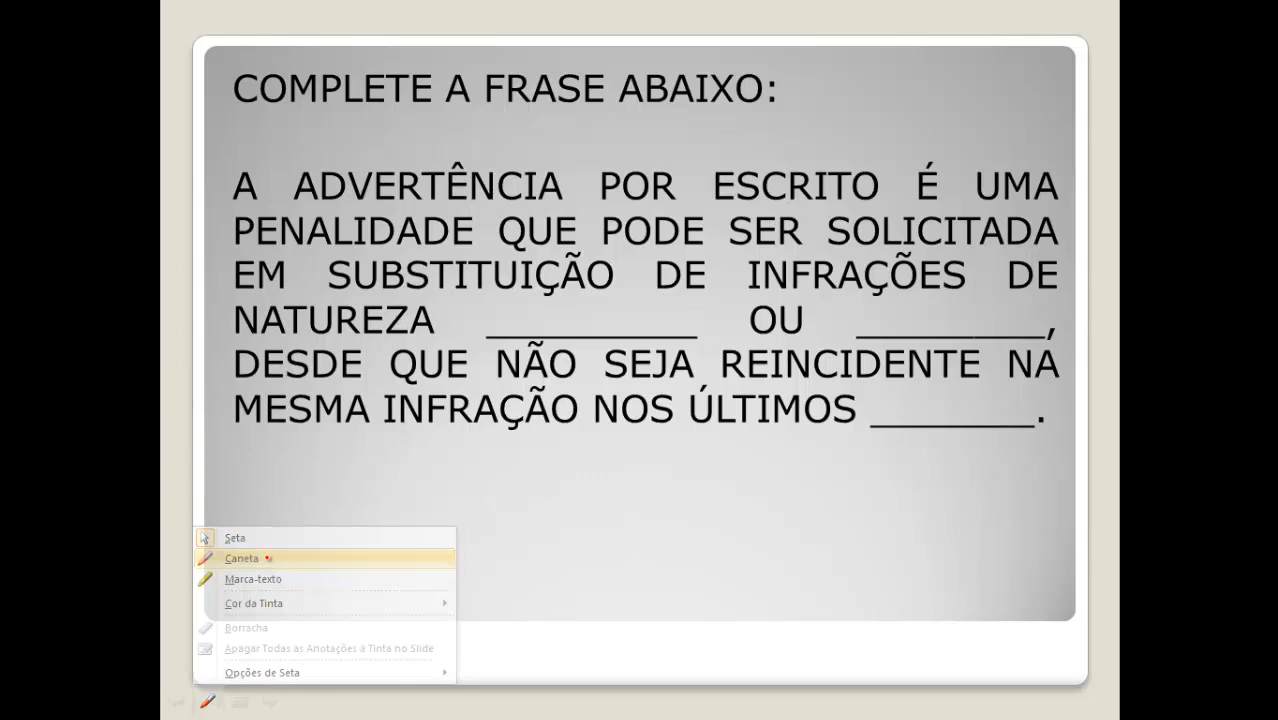 COMPLETE A FRASE ABAIXO:
A ADVERTÊNCIA POR ESCRITO É UMA
PENALIDADE QUE PODE SER SOLICITADA
EM SUBSTITUIÇÃO DE INFRAÇÕES DE
NATUREZA __________ OU _________,
DESDE QUE NÃO SEJA REINCIDENTE NA
MESMA INFRAÇÃO NOS ÚLTIMOS ________.
Seta
Caneta
Marca-texto
Cor da Tinta
Borracha
Apagar Todas as Anotações à Tinta no Slide
Opções de Seta